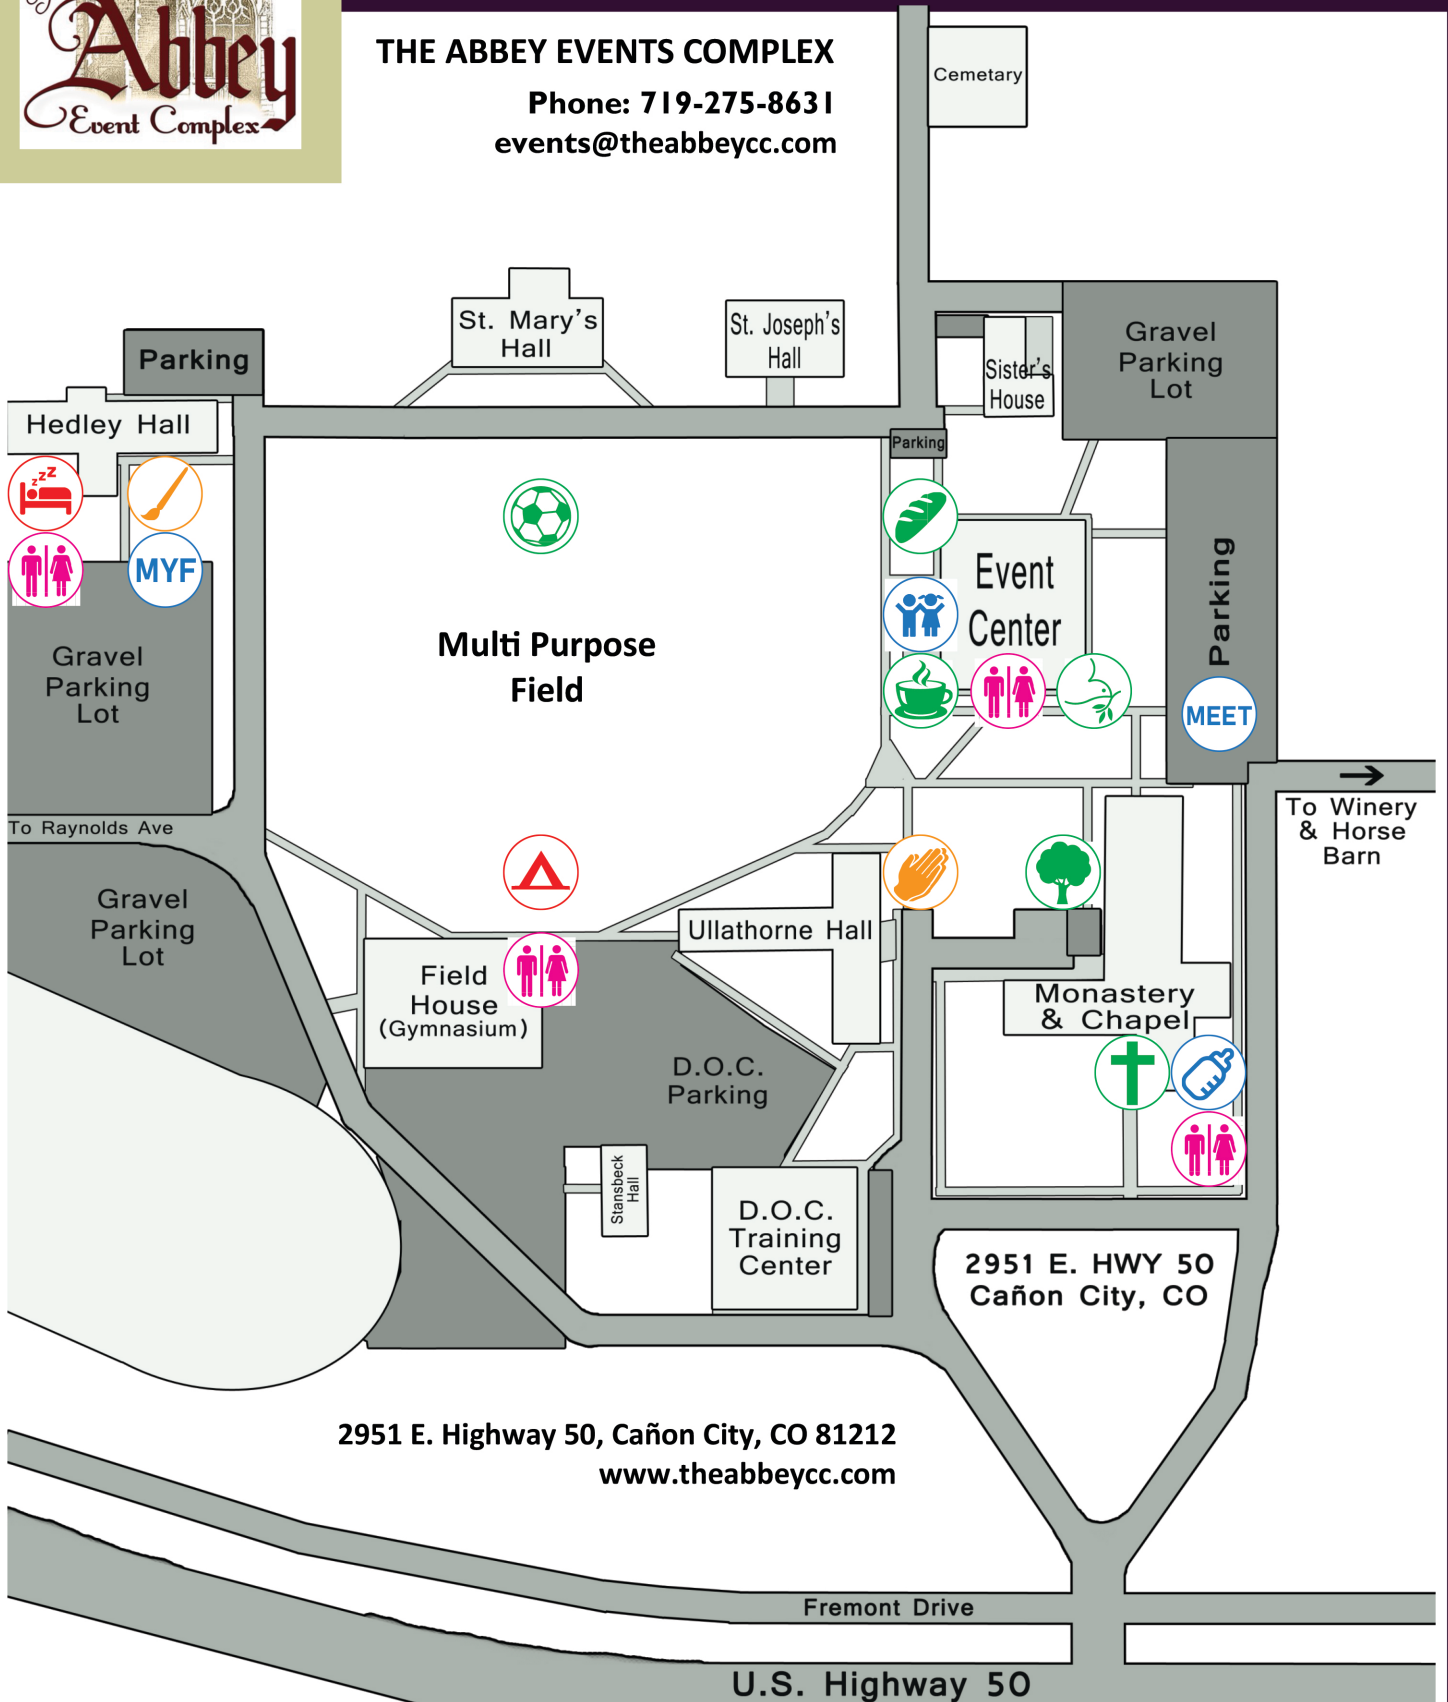 Abbey
Event Complex
THE ABBEY EVENTS COMPLEX
Phone: 719-275-8631
events@theabbeycc.com
Cemetary
St. Mary's
Hall
St. Joseph's
Hall
Sister's
House
Gravel
Parking
Lot
Parking
Hedley Hall
Parking
zzz
MYF
Gravel
Parking
Lot
Multi Purpose
Field
Event
Center
Parking
MEET
To Raynolds Ave
To Winery
& Horse
Barn
Gravel
Parking
Lot
Ullathorne Hall
Field
House
(Gymnasium)
Monastery
& Chapel
D.O.C.
Parking
Stansbeck
Hall
D.O.C.
Training
Center
2951 E. HWY 50
Cañon City, CO
2951 E. Highway 50, Cañon City, CO 81212
www.theabbeycc.com
Fremont Drive
U.S. Highway 50